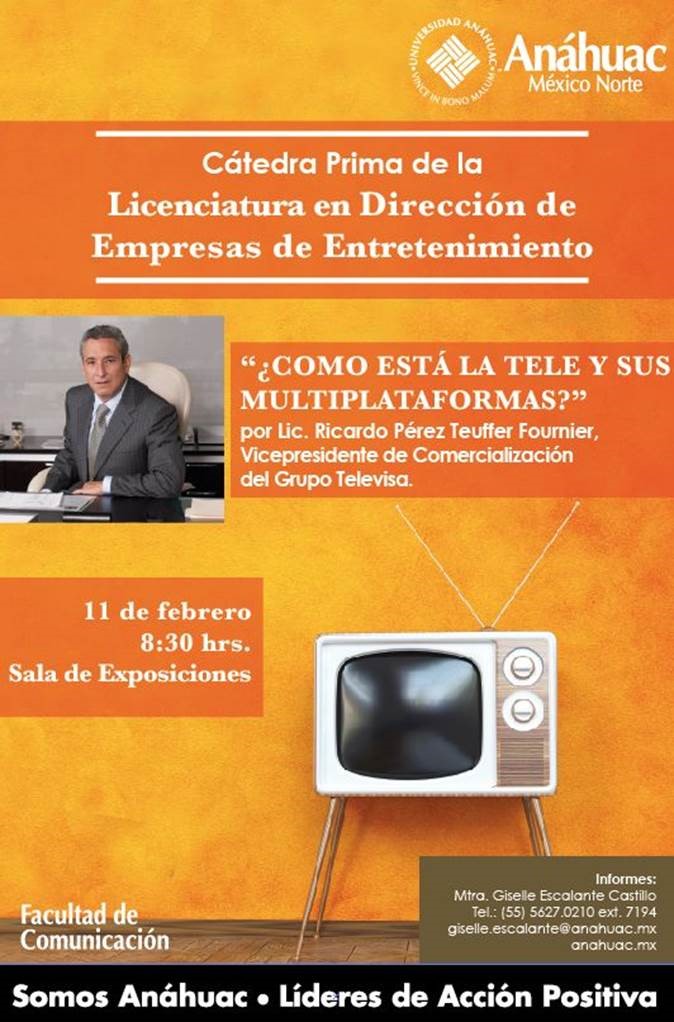 UNIVERSIDAD ANÁHUAC
VINCE IN BONO MALUM
Anáhuac
México Norte
Cátedra Prima de la
Licenciatura en Dirección de
Empresas de Entretenimiento
“¿COMO ESTÁ LA TELE Y SUS
MULTIPLATAFORMAS?”
por Lic. Ricardo Pérez Teuffer Fournier,
Vicepresidente de Comercialización
del Grupo Televisa.
11 de febrero
8:30 hrs.
Sala de Exposiciones
Informes:
Mtra. Giselle Escalante Castillo
Tel.: (55) 5627.0210 ext. 7194
giselle.escalante@anahuac.mx
anahuac.mx
Facultad de
Comunicación
Somos Anáhuac • Líderes de Acción Positiva